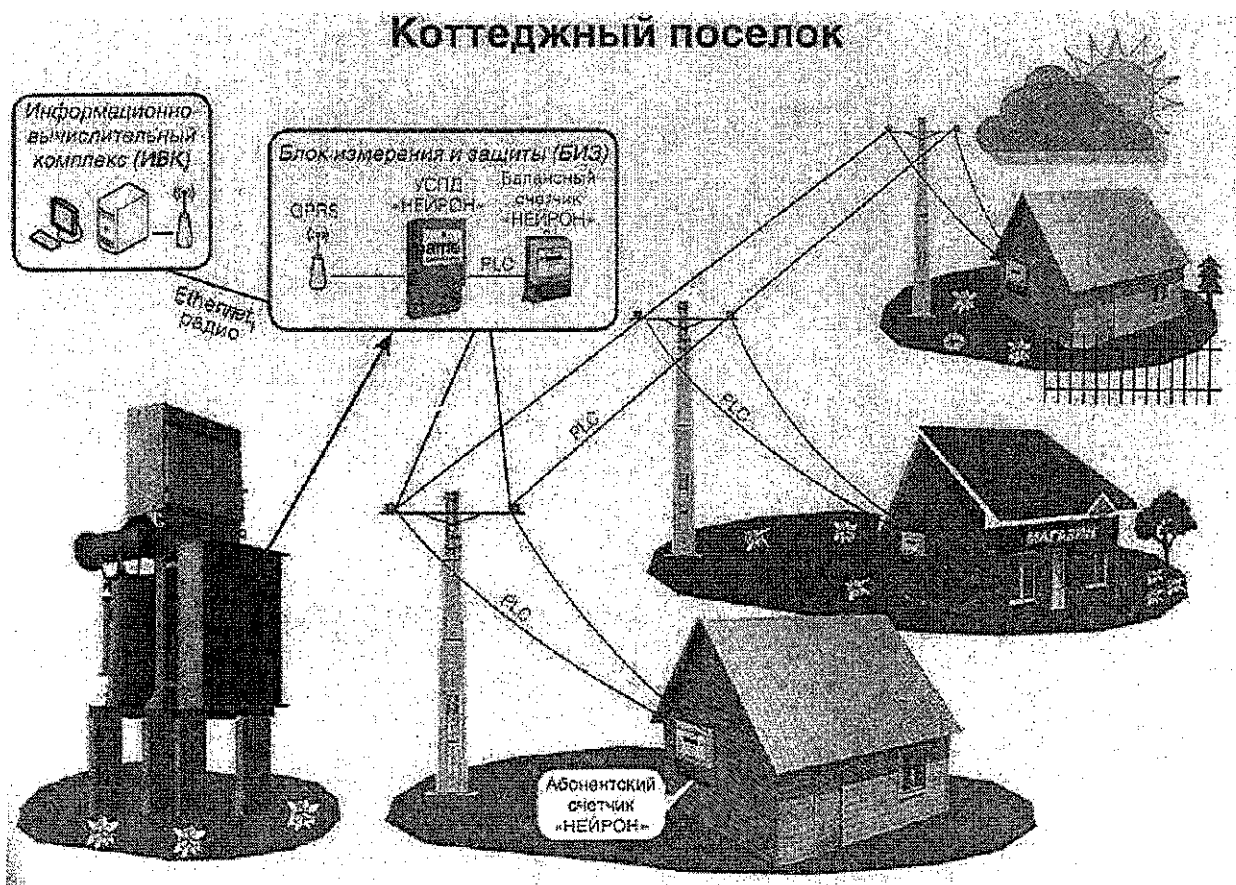 Коттеджный поселок
Информационно-
вычислительный
комплекс (ИВК)
Блок измерения и защиты (БИЗ)
GPRS
УСПД
«НЕЙРОН»
Балансный
счетчик
«НЕЙРОН»
PLC
Ethernet,
радио
PLC
PLC
PLC
МАГАЗИН
Абонентский
счетчик
«НЕЙРОН»